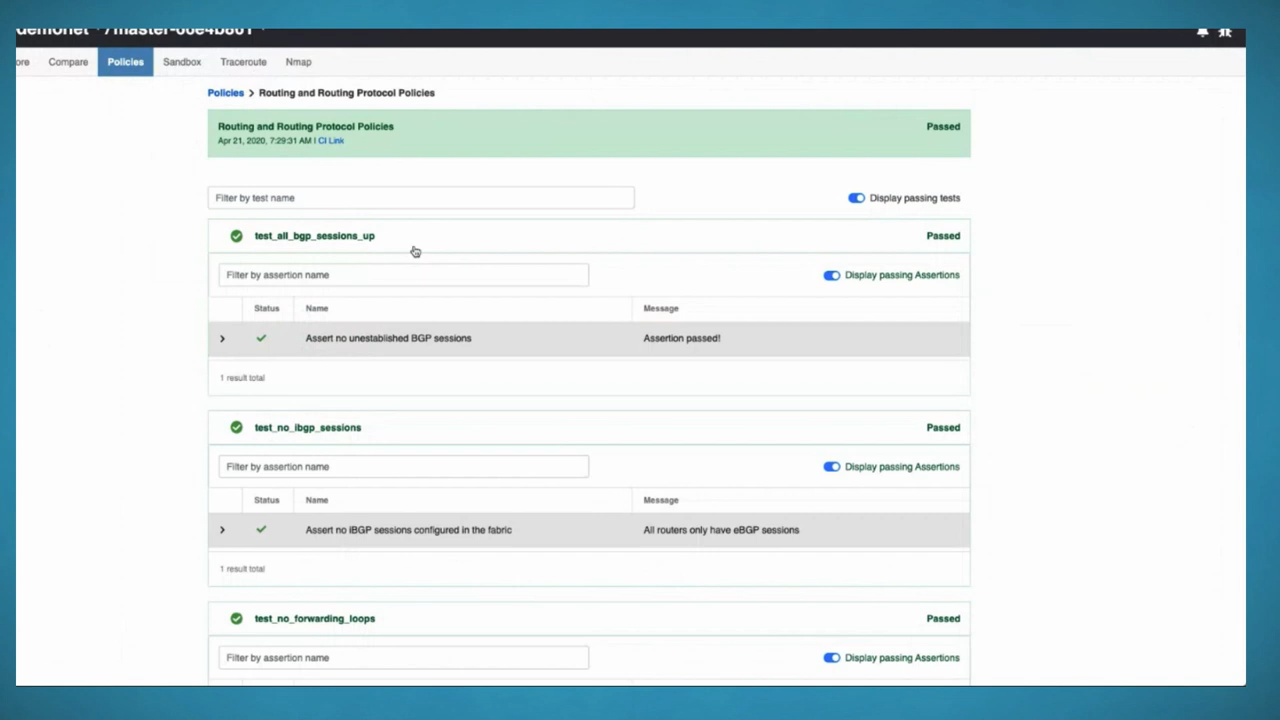 ore Compare Policies Sandbox Traceroute Nmap
Policies > Routing and Routing Protocol Policies
Routing and Routing Protocol Policies Passed
Apr 21, 2020, 7:29:31 AM | CI Link
Filter by test name Display passing tests
test_all_bgp_sessions_up Passed
Filter by assertion name Display passing Assertions
Status Name Message
Assert no unestablished BGP sessions Assertion passed!
1 result total
test_no_ibgp_sessions Passed
Filter by assertion name Display passing Assertions
Status Name Message
Assert no iBGP sessions configured in the fabric All routers only have eBGP sessions
1 result total
test_no_forwarding_loops Passed
Filter by assertion name Display passing Assertions